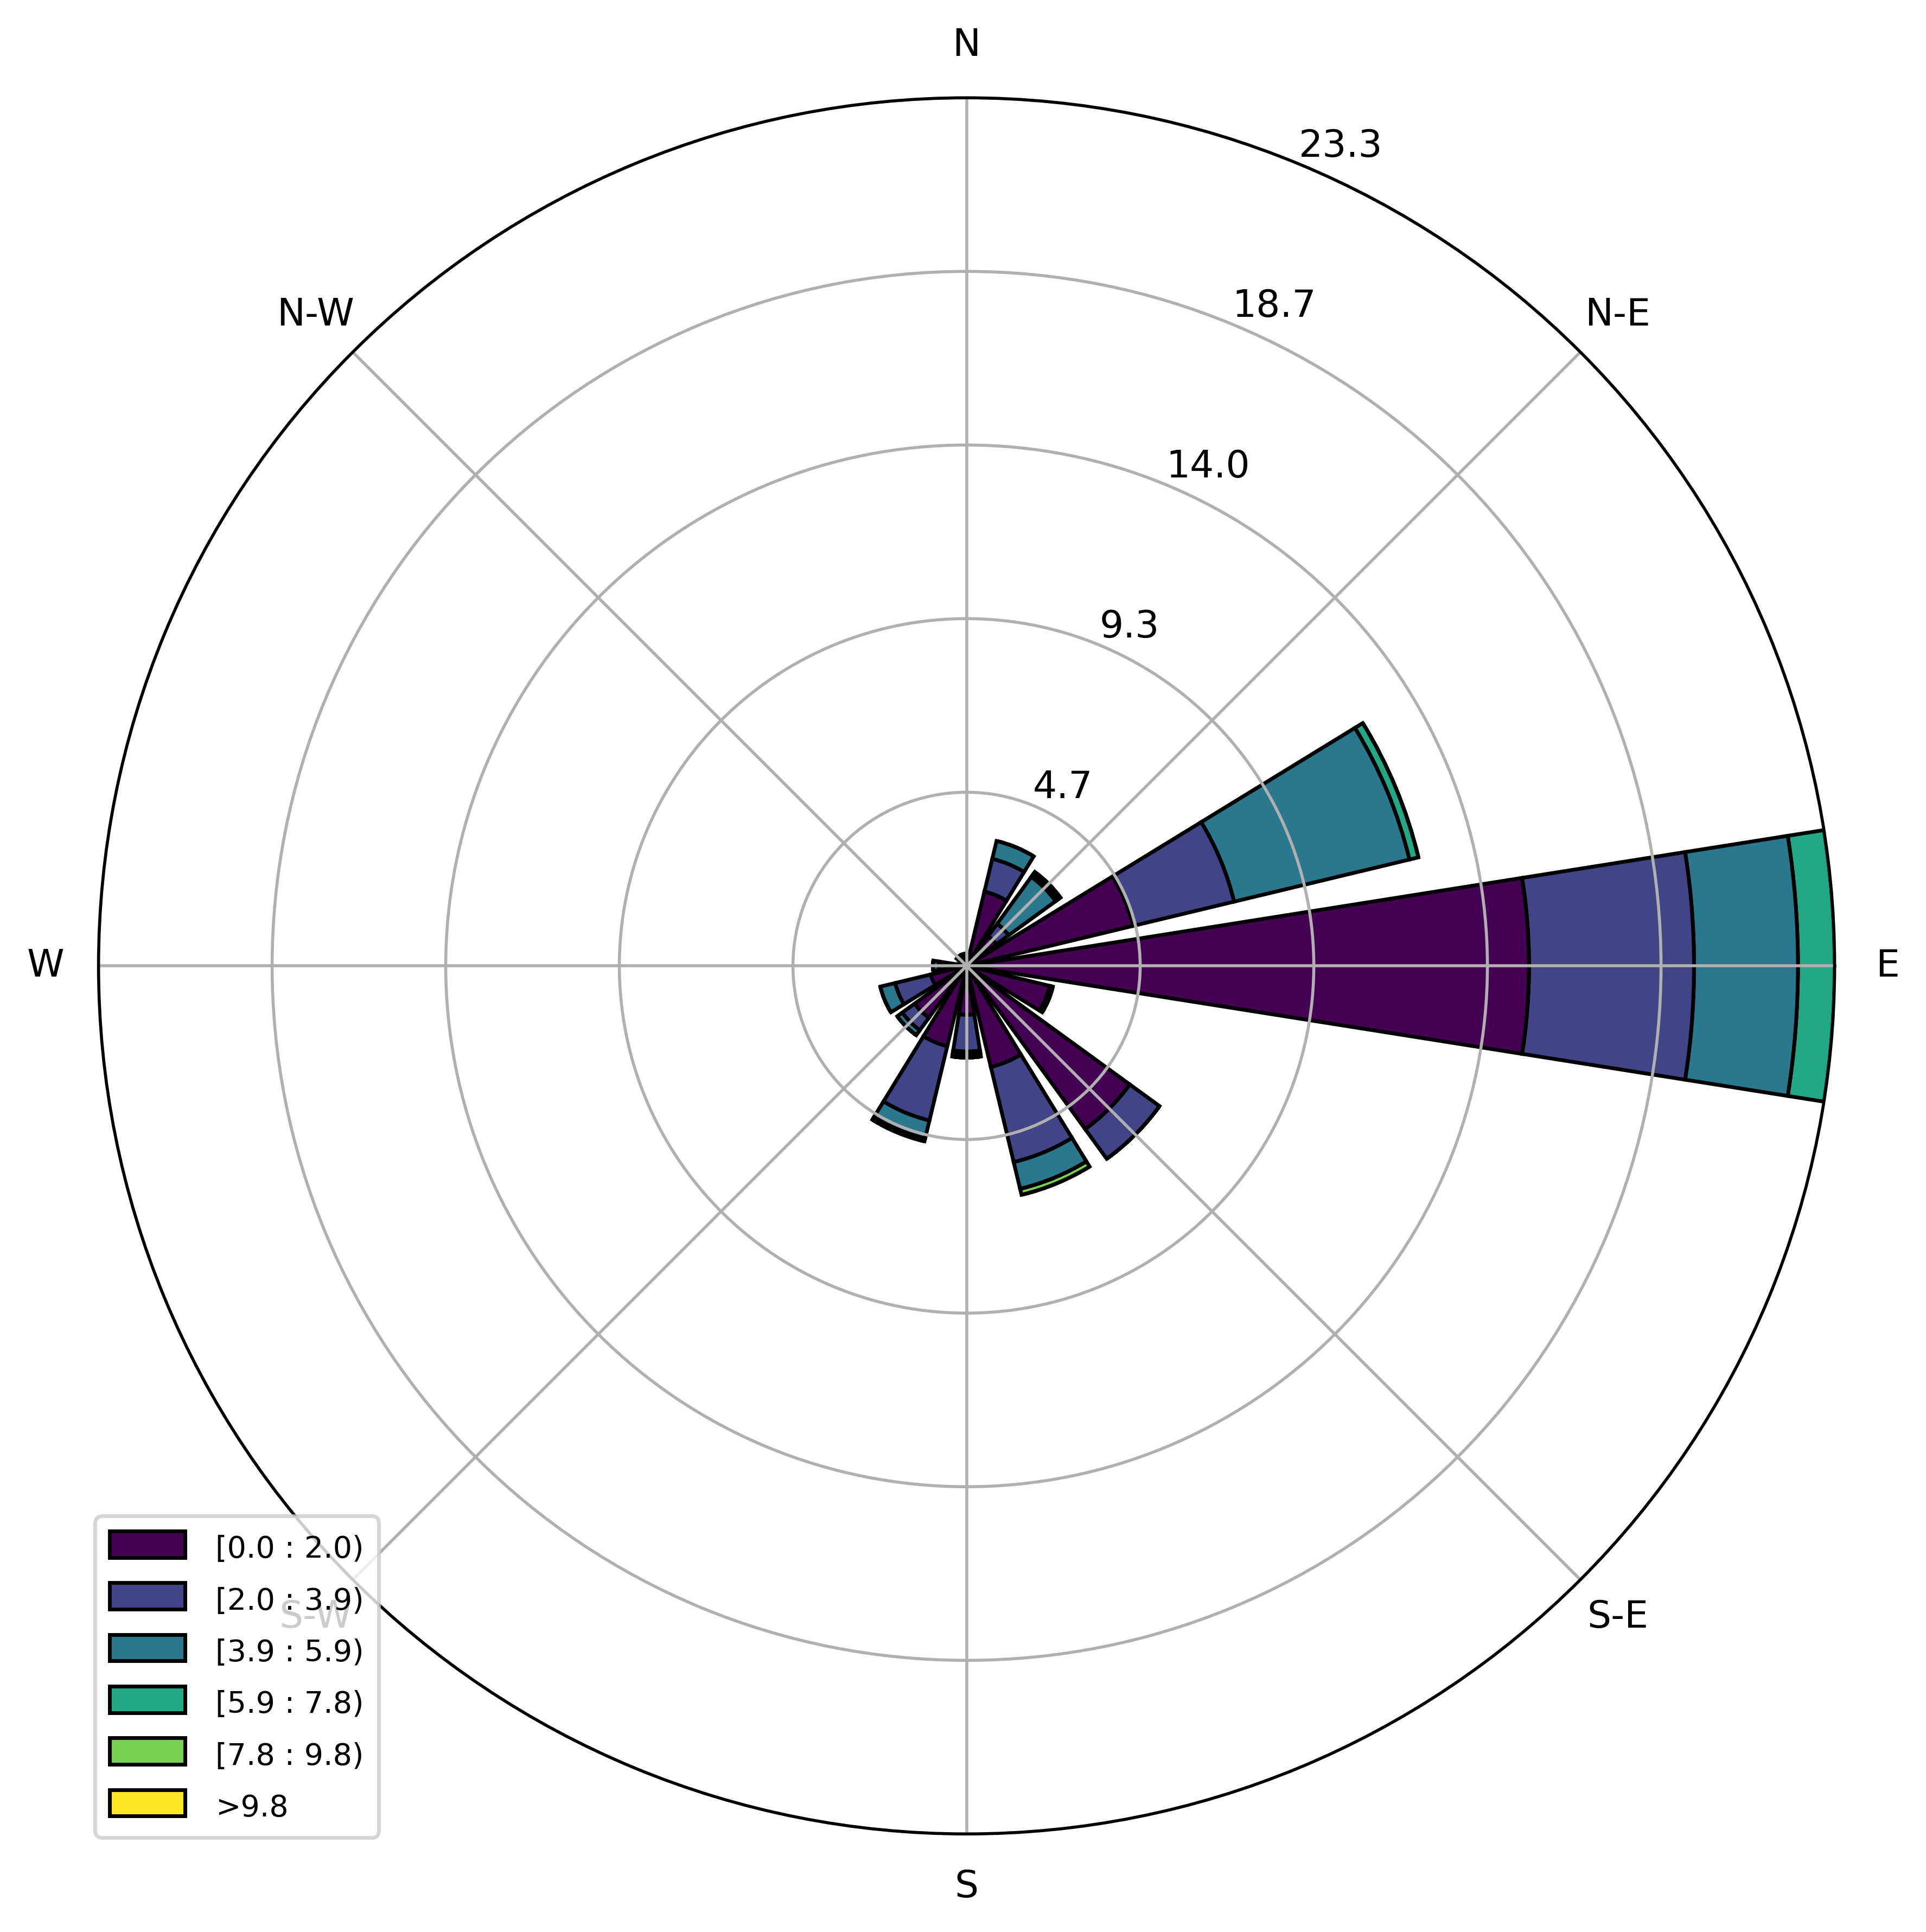 N
23.3
18.7
N-W
N-E
14.0
9.3
4.7
W
E
[0.0 : 2.0)
[2.0 : 3.9)
S-W
S-E
[3.9 : 5.9)
[5.9 : 7.8)
[7.8 : 9.8)
>9.8
S